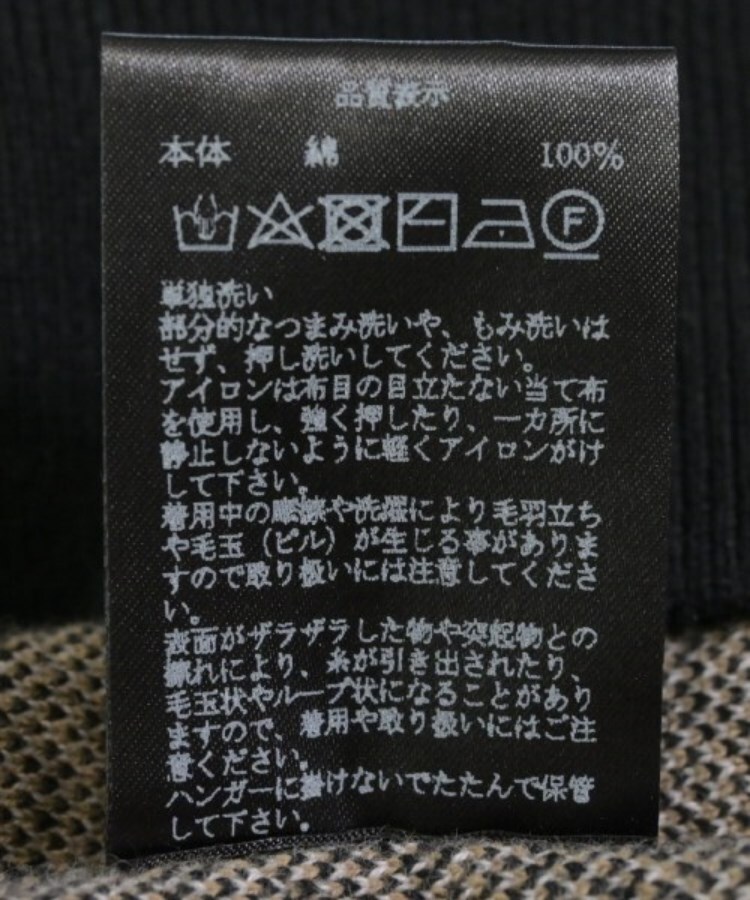 品質表示
本体 綿 100%
F
単独洗い
部分的なつまみ洗いや、もみ洗いは
せず、押し洗いしてください。
アイロンは布目の目立たない当て布
を使用し、強く押したり、一カ所に
静止しないように軽くアイロンがけ
して下さい。
着用中の摩擦や洗濯により毛羽立ち
や毛玉（ピル）が生じる事がありま
すので取り扱いには注意してくださ
い。
表面がザラザラした物や突起物との
擦れにより、糸が引き出されたり、
毛玉状やループ状になることがあり
ますので、着用や取り扱いにはご注
意ください。
ハンガーに掛けないでたたんで保管
して下さい。